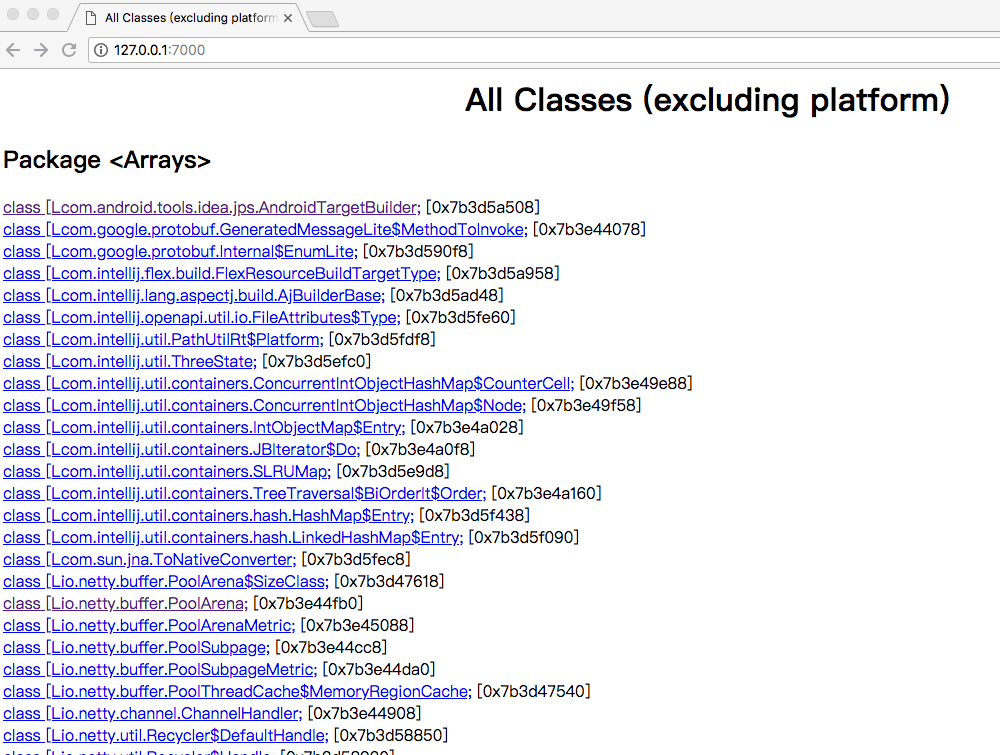 All Classes (excluding platform
127.0.0.1:7000
All Classes (excluding platform)
Package <Arrays>
class [Lcom.android.tools.idea.jps.AndroidTargetBuilder; [0x7b3d5a508]
class [Lcom.google.protobuf.GeneratedMessageLite$MethodToInvoke; [0x7b3e44078]
class [Lcom.google.protobuf.Internal$EnumLite; [0x7b3d590f8]
class [Lcom.intellij.flex.build.FlexResourceBuildTargetType; [0x7b3d5a958]
class [Lcom.intellij.lang.aspectj.build.AjBuilderBase; [0x7b3d5ad48]
class [Lcom.intellij.openapi.util.io.FileAttributes$Type; [0x7b3d5fe60]
class [Lcom.intellij.util.PathUtilRt$Platform; [0x7b3d5fdf8]
class [Lcom.intellij.util.ThreeState; [0x7b3d5efc0]
class [Lcom.intellij.util.containers.ConcurrentIntObjectHashMap$CounterCell; [0x7b3e49e88]
class [Lcom.intellij.util.containers.ConcurrentIntObjectHashMap$Node; [0x7b3e49f58]
class [Lcom.intellij.util.containers.IntObjectMap$Entry; [0x7b3e4a028]
class [Lcom.intellij.util.containers.JBIterator$Do; [0x7b3e4a0f8]
class [Lcom.intellij.util.containers.SLRUMap; [0x7b3d5e9d8]
class [Lcom.intellij.util.containers.TreeTraversal$BiOrderIt$Order; [0x7b3e4a160]
class [Lcom.intellij.util.containers.hash.HashMap$Entry; [0x7b3d5f438]
class [Lcom.intellij.util.containers.hash.LinkedHashMap$Entry; [0x7b3d5f090]
class [Lcom.sun.jna.ToNativeConverter; [0x7b3d5fec8]
class [Lio.netty.buffer.PoolArena$SizeClass; [0x7b3d47618]
class [Lio.netty.buffer.PoolArena; [0x7b3e44fb0]
class [Lio.netty.buffer.PoolArenaMetric; [0x7b3e45088]
class [Lio.netty.buffer.PoolSubpage; [0x7b3e44cc8]
class [Lio.netty.buffer.PoolSubpageMetric; [0x7b3e44da0]
class [Lio.netty.buffer.PoolThreadCache$MemoryRegionCache; [0x7b3d47540]
class [Lio.netty.channel.ChannelHandler; [0x7b3e44908]
class [Lio.netty.util.Recycler$DefaultHandle; [0x7b3d58850]
class [Lio.netty.util.Recycler$Handle;